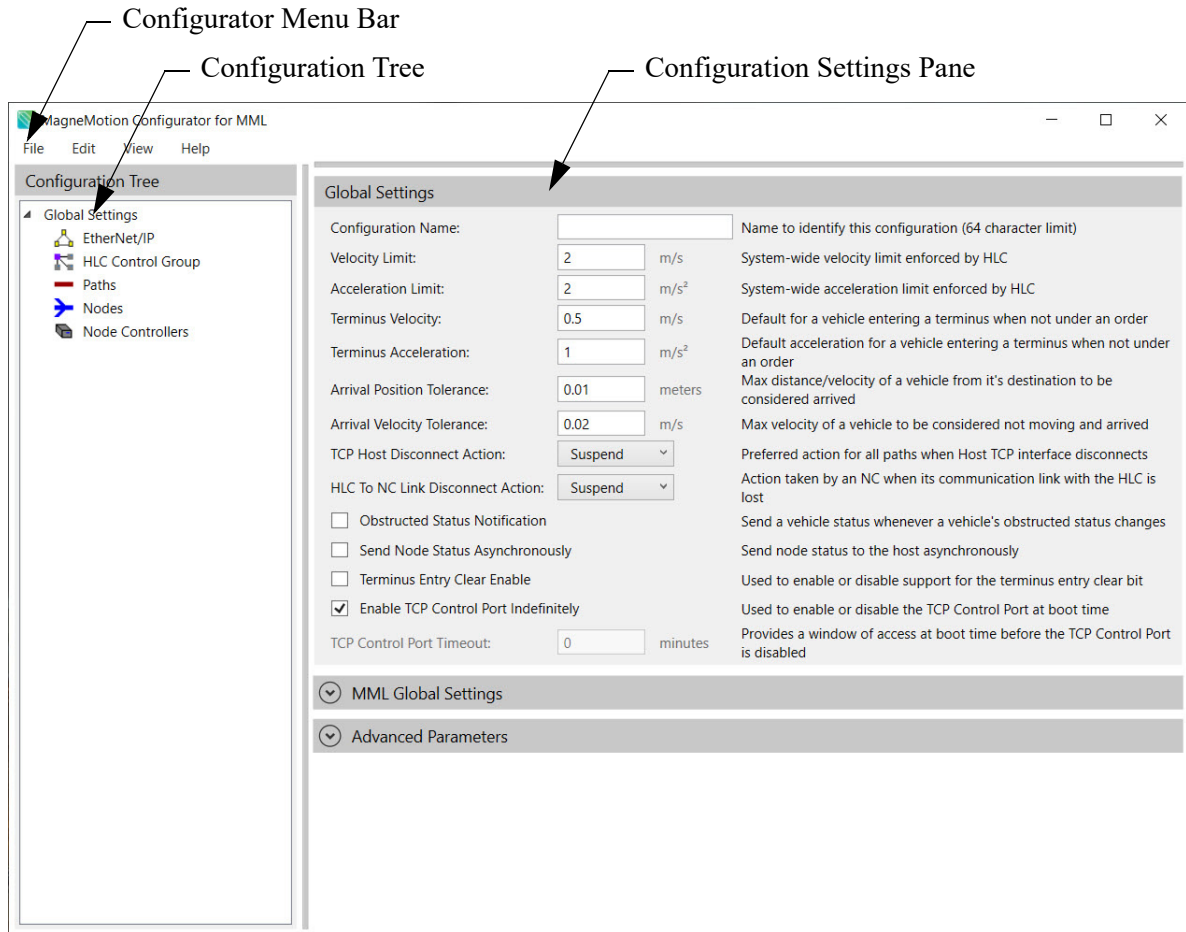 Configurator Menu Bar
Configuration Tree
Configuration Settings Pane
MagneMotion Configurator for MML
File Edit View Help
Configuration Tree
Global Settings
EtherNet/IP
HLC Control Group
Paths
Nodes
Node Controllers
Global Settings
Configuration Name: Name to identify this configuration (64 character limit)
Velocity Limit: 2 m/s System-wide velocity limit enforced by HLC
Acceleration Limit: 2 m/s² System-wide acceleration limit enforced by HLC
Terminus Velocity: 0.5 m/s Default for a vehicle entering a terminus when not under an order
Terminus Acceleration: 1 m/s² Default acceleration for a vehicle entering a terminus when not under
an order
Arrival Position Tolerance: 0.01 meters Max distance/velocity of a vehicle from it's destination to be
considered arrived
Arrival Velocity Tolerance: 0.02 m/s Max velocity of a vehicle to be considered not moving and arrived
TCP Host Disconnect Action: Suspend Preferred action for all paths when Host TCP interface disconnects
HLC To NC Link Disconnect Action: Suspend Action taken by an NC when its communication link with the HLC is
lost
Obstructed Status Notification Send a vehicle status whenever a vehicle's obstructed status changes
Send Node Status Asynchronously Send node status to the host asynchronously
Terminus Entry Clear Enable Used to enable or disable support for the terminus entry clear bit
Enable TCP Control Port Indefinitely Used to enable or disable the TCP Control Port at boot time
TCP Control Port Timeout: 0 minutes Provides a window of access at boot time before the TCP Control Port
is disabled
MML Global Settings
Advanced Parameters